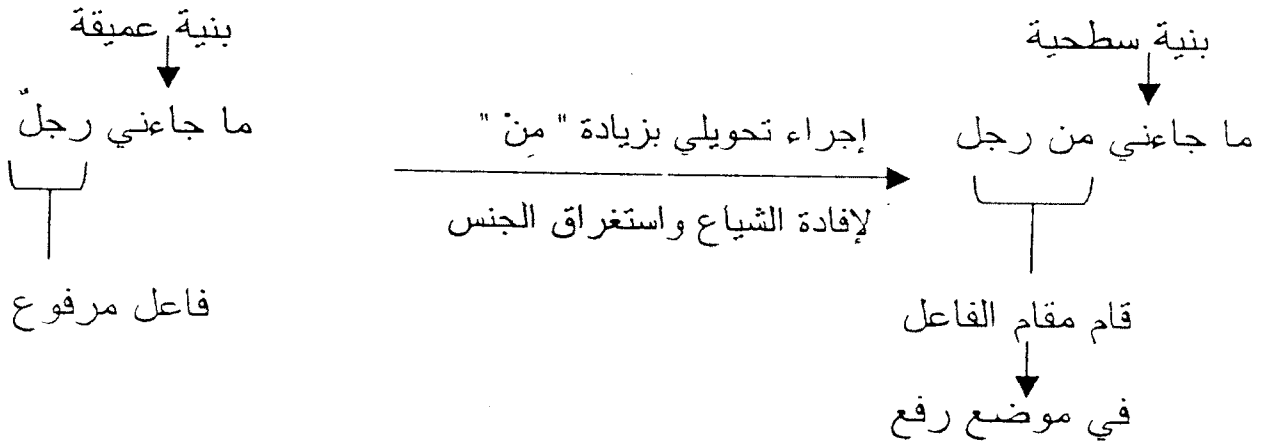 بنية عميقة
بنية سطحية
ما جاءني رجلٌ
إجراء تحويلي بزيادة " مِنْ "
ما جاءني من رجل
لإفادة الشياع واستغراق الجنس
فاعل مرفوع
قام مقام الفاعل
في موضع رفع